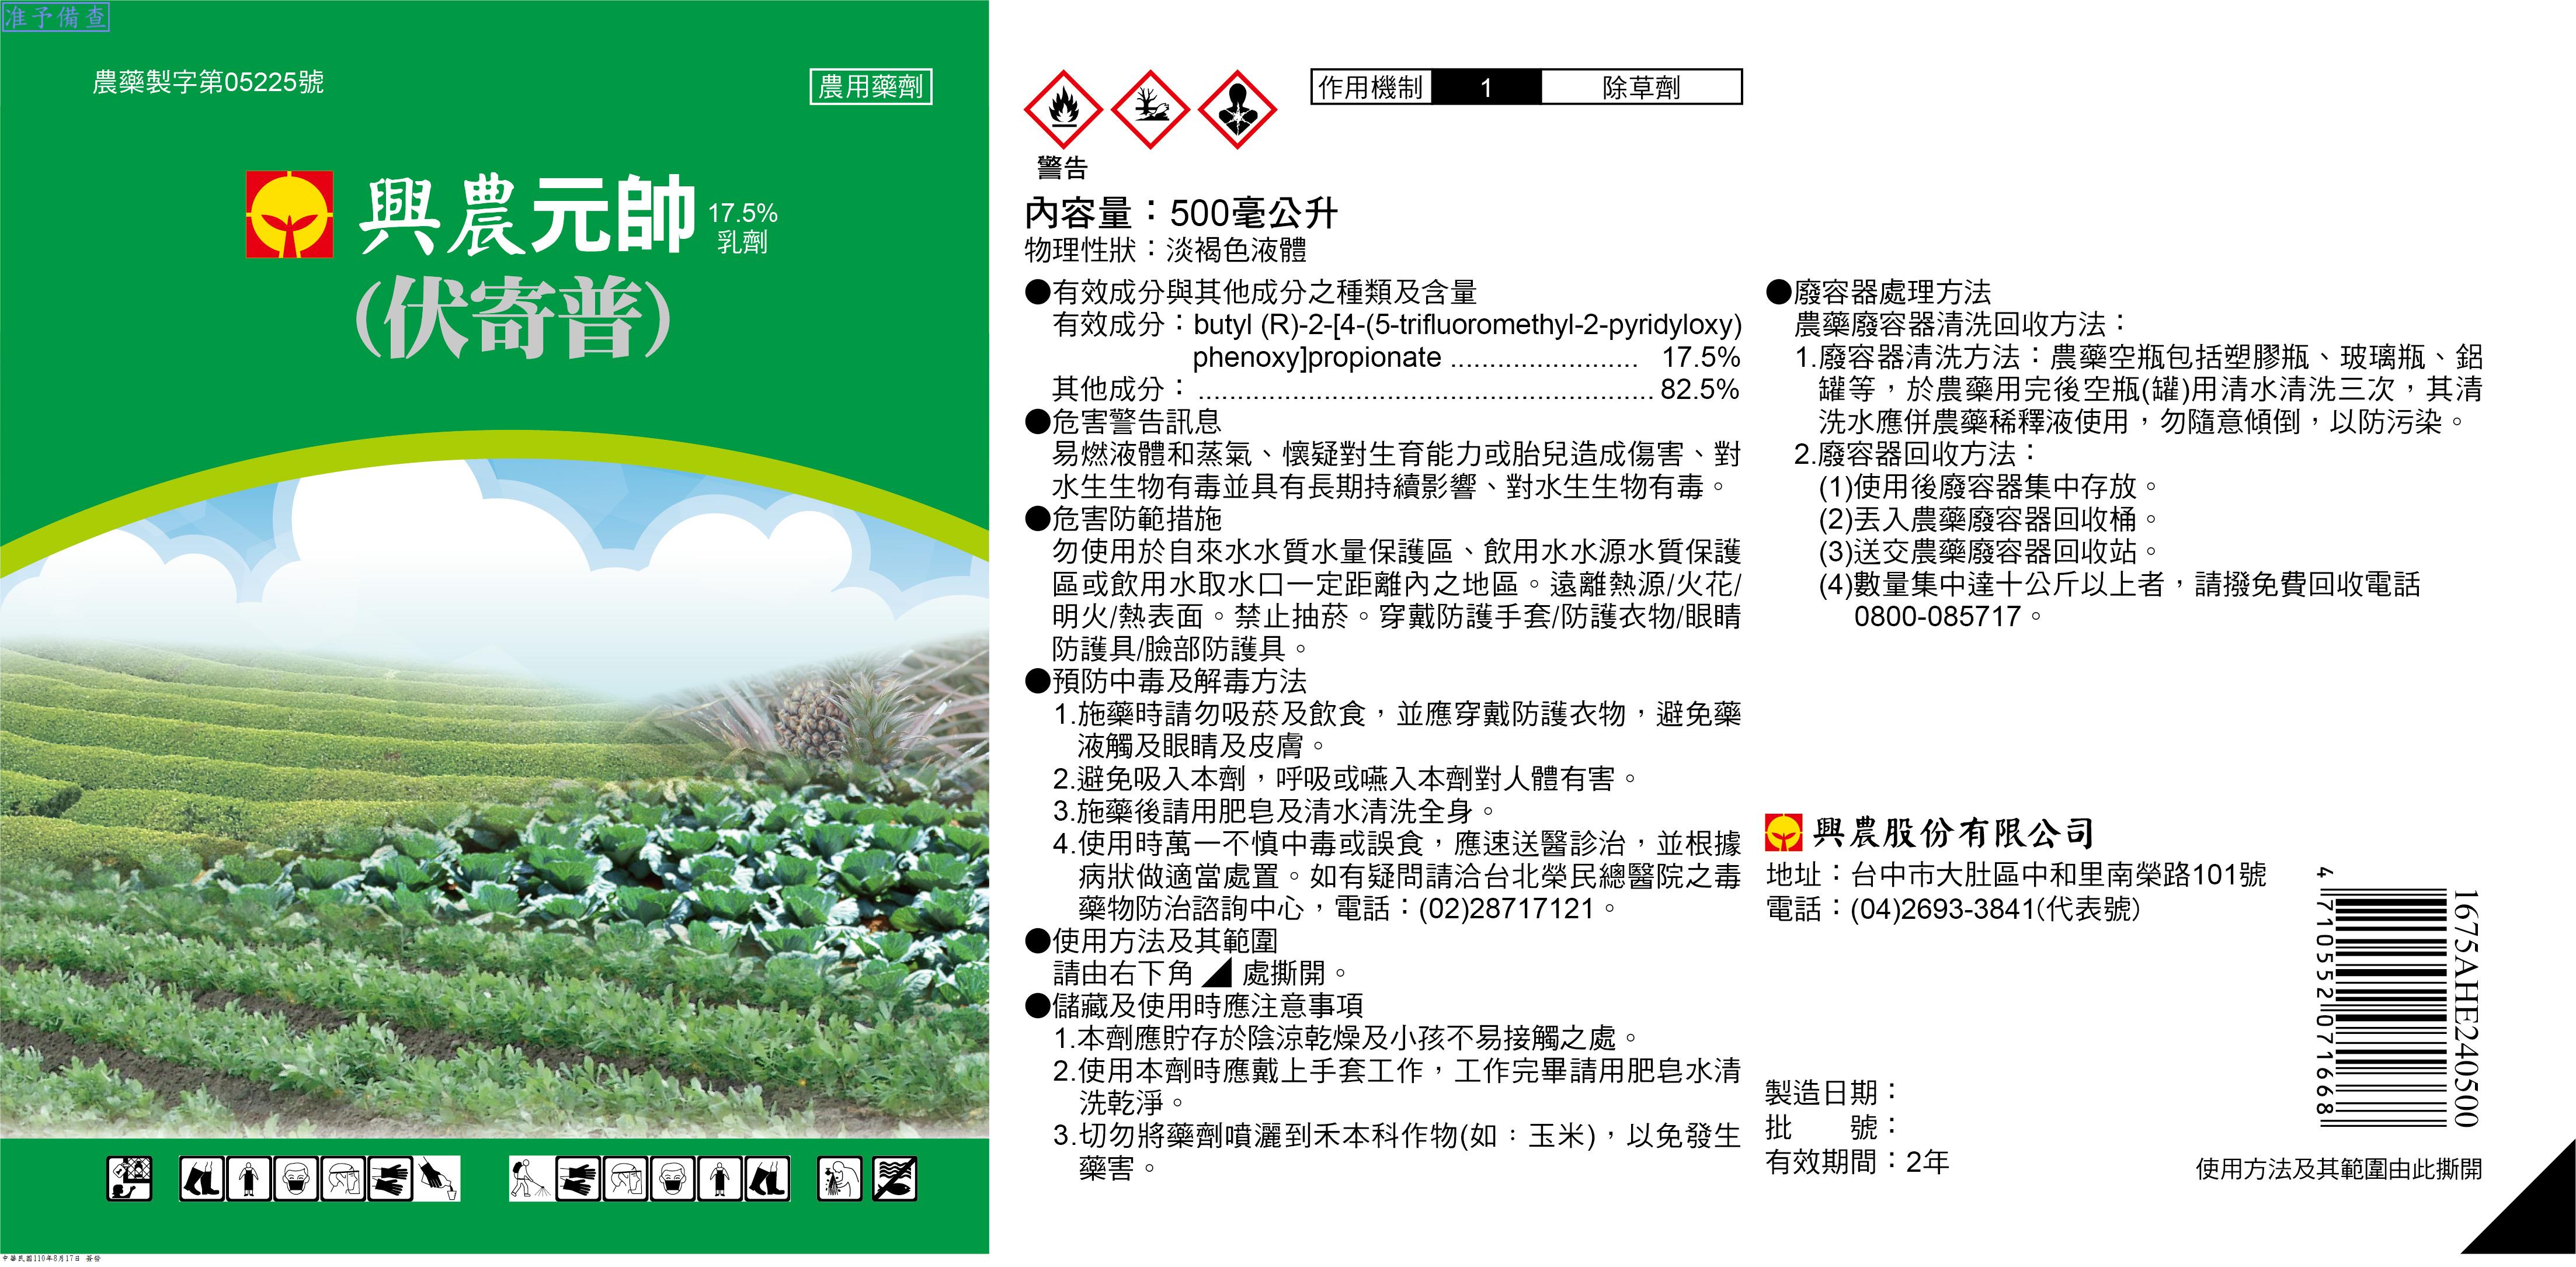 准予備查
農藥製字第05225號
農用藥劑
興農元帥
17.5%
乳劑
(伏寄普)
中華民國110年8月17日 簽發
警告
作用機制 1 除草劑
內容量：500毫公升
物理性狀：淡褐色液體
●有效成分與其他成分之種類及含量
有效成分：butyl (R)-2-[4-(5-trifluoromethyl-2-pyridyloxy)
phenoxy]propionate ........................ 17.5%
其他成分：.......................................................... 82.5%
●危害警告訊息
易燃液體和蒸氣、懷疑對生育能力或胎兒造成傷害、對
水生生物有毒並具有長期持續影響、對水生生物有毒。
●危害防範措施
勿使用於自來水水質水量保護區、飲用水水源水質保護
區或飲用水取水口一定距離內之地區。遠離熱源/火花/
明火/熱表面。禁止抽菸。穿戴防護手套/防護衣物/眼睛
防護具/臉部防護具。
●預防中毒及解毒方法
1.施藥時請勿吸菸及飲食，並應穿戴防護衣物，避免藥
液觸及眼睛及皮膚。
2.避免吸入本劑，呼吸或嚥入本劑對人體有害。
3.施藥後請用肥皂及清水清洗全身。
4.使用時萬一不慎中毒或誤食，應速送醫診治，並根據
病狀做適當處置。如有疑問請洽台北榮民總醫院之毒
藥物防治諮詢中心，電話：(02)28717121。
●使用方法及其範圍
請由右下角◢處撕開。
●儲藏及使用時應注意事項
1.本劑應貯存於陰涼乾燥及小孩不易接觸之處。
2.使用本劑時應戴上手套工作，工作完畢請用肥皂水清
洗乾淨。
3.切勿將藥劑噴灑到禾本科作物(如：玉米)，以免發生
藥害。
●廢容器處理方法
農藥廢容器清洗回收方法：
1.廢容器清洗方法：農藥空瓶包括塑膠瓶、玻璃瓶、鋁
罐等，於農藥用完後空瓶(罐)用清水清洗三次，其清
洗水應併農藥稀釋液使用，勿隨意傾倒，以防污染。
2.廢容器回收方法：
(1)使用後廢容器集中存放。
(2)丟入農藥廢容器回收桶。
(3)送交農藥廢容器回收站。
(4)數量集中達十公斤以上者，請撥免費回收電話
0800-085717。
興農股份有限公司
地址：台中市大肚區中和里南榮路101號
電話：(04)2693-3841(代表號)
4 710552 071668
1675AHE240500
製造日期：
批　　號：
有效期間：2年
使用方法及其範圍由此撕開